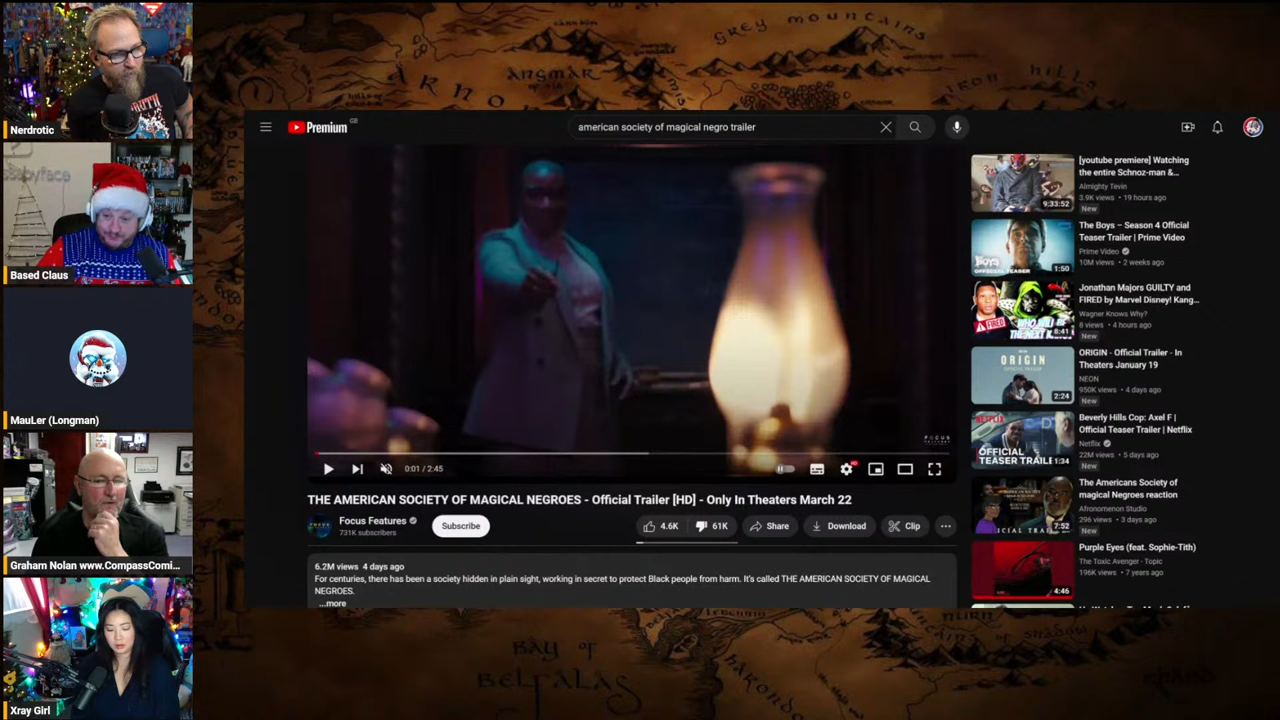 Nerdrotic
Based Claus
MauLer (Longman)
Graham Nolan www.CompassComi...
Xray Girl
GREY MOUNTAINS
ANGMAR
IRON HILLS
Premium
GB
american society of magical negro trailer
FOCUS
0:01 / 2:45
THE AMERICAN SOCIETY OF MAGICAL NEGROES - Official Trailer [HD] - Only In Theaters March 22
Focus Features
731K subscribers
Subscribe
4.6K
61K
Share
Download
Clip
6.2M views 4 days ago
For centuries, there has been a society hidden in plain sight, working in secret to protect Black people from harm. It's called THE AMERICAN SOCIETY OF MAGICAL
NEGROES.
...more
9:33:52
[youtube premiere] Watching
the entire Schnoz-man &...
Almighty Tevin
3.9K views • 19 hours ago
New
OFFICIAL TEASER
1:50
The Boys – Season 4 Official
Teaser Trailer | Prime Video
Prime Video
10M views • 2 weeks ago
FIRED
8:41
Jonathan Majors GUILTY and
FIRED by Marvel Disney! Kang...
Wagner Knows Why?
8 views • 4 hours ago
New
ORIGIN
2:24
ORIGIN - Official Trailer - In
Theaters January 19
NEON
950K views • 4 days ago
New
NETFLIX
OFFICIAL
TEASER TRAILER
1:34
Beverly Hills Cop: Axel F |
Official Teaser Trailer | Netflix
Netflix
22M views • 5 days ago
New
7:52
The Americans Society of
magical Negroes reaction
Afronomenon Studio
296 views • 3 days ago
New
4:46
Purple Eyes (feat. Sophie-Tith)
The Toxic Avenger - Topic
196K views • 7 years ago
BAY OF
BELFALAS
HARONDOR